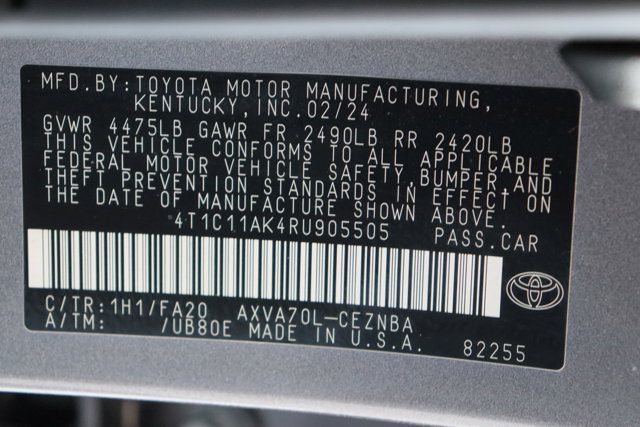 MFD.BY:TOYOTA MOTOR MANUFACTURING,
KENTUCKY,INC.02/24
GVWR 4475LB GAWR FR 2490LB RR 2420LB
THIS VEHICLE CONFORMS TO ALL APPLICABLE
FEDERAL MOTOR VEHICLE SAFETY,BUMPER,AND
THEFT PREVENTION STANDARDS IN EFFECT ON
THE DATE OF MANUFACTURE SHOWN ABOVE.
4T1C11AK4RU905505 PASS.CAR
C/TR:1H1/FA20 AXVA70L-CEZNBA
A/TM: /UB80E MADE IN U.S.A.
82255